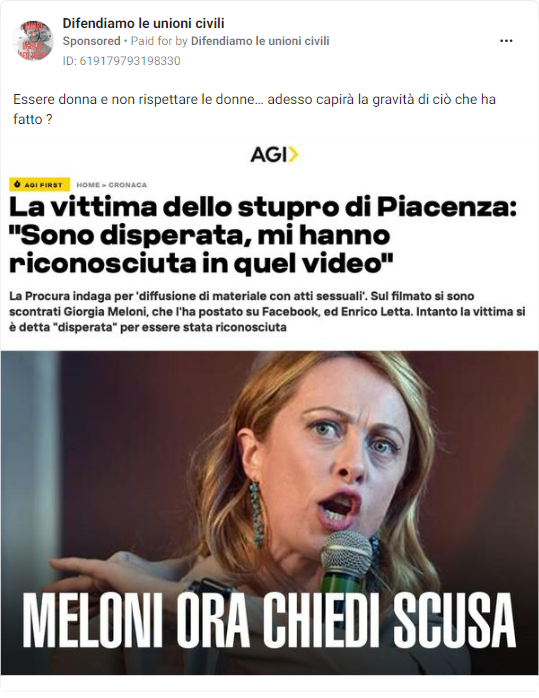 Difendiamo le unioni civili
Sponsored • Paid for by Difendiamo le unioni civili
ID: 619179793198330
Essere donna e non rispettare le donne... adesso capirà la gravità di ciò che ha
fatto ?
AGI
AGI FIRST HOME > CRONACA
La vittima dello stupro di Piacenza:
"Sono disperata, mi hanno
riconosciuta in quel video"
La Procura indaga per 'diffusione di materiale con atti sessuali'. Sul filmato si sono
scontrati Giorgia Meloni, che l'ha postato su Facebook, ed Enrico Letta. Intanto la vittima si
è detta "disperata" per essere stata riconosciuta
MELONI ORA CHIEDI SCUSA